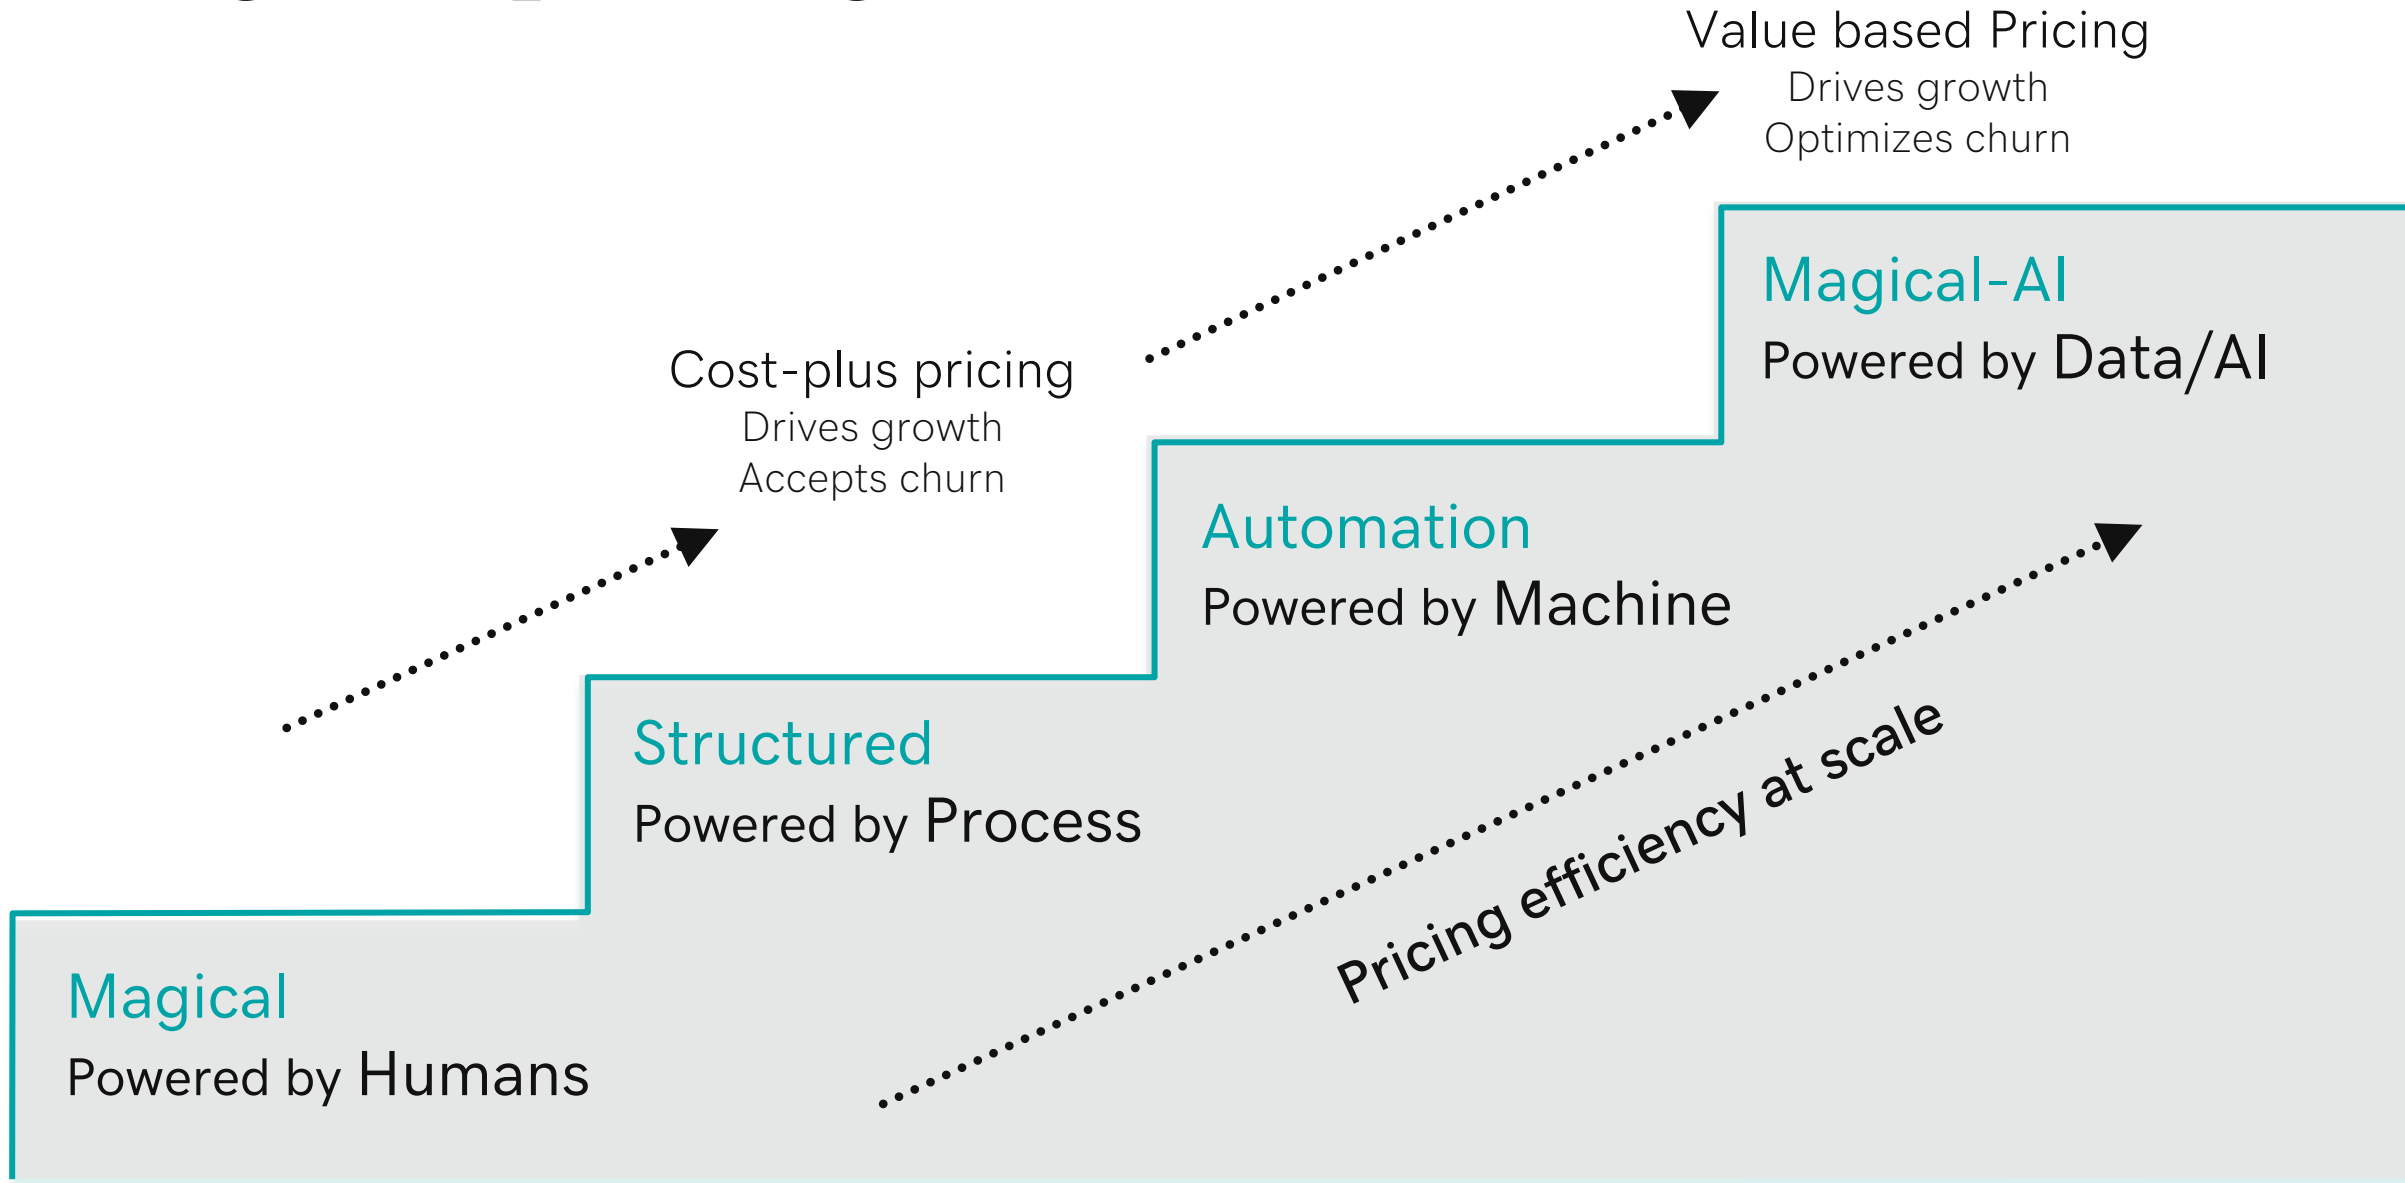 Value based Pricing
Drives growth
Optimizes churn
Magical-AI
Powered by Data/AI
Cost-plus pricing
Drives growth
Accepts churn
Automation
Powered by Machine
Structured
Powered by Process
Pricing efficiency at scale
Magical
Powered by Humans